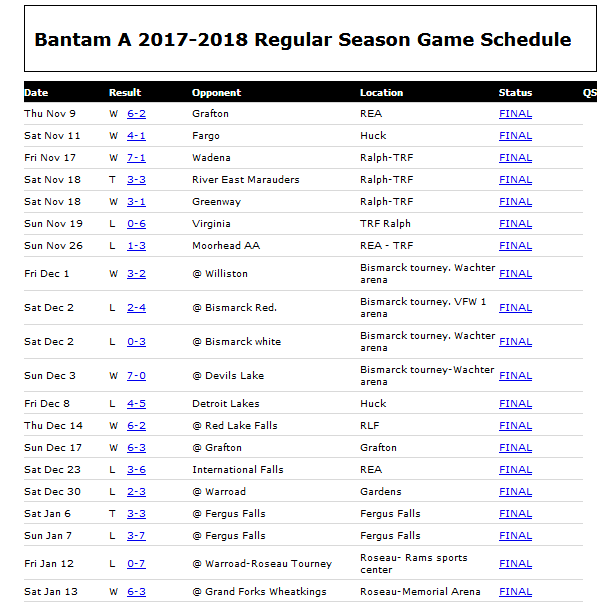 Bantam A 2017-2018 Regular Season Game Schedule
Date Result Opponent Location Status QS
Thu Nov 9 W 6-2 Grafton REA FINAL
Sat Nov 11 W 4-1 Fargo Huck FINAL
Fri Nov 17 W 7-1 Wadena Ralph-TRF FINAL
Sat Nov 18 T 3-3 River East Marauders Ralph-TRF FINAL
Sat Nov 18 W 3-1 Greenway Ralph-TRF FINAL
Sun Nov 19 L 0-6 Virginia TRF Ralph FINAL
Sun Nov 26 L 1-3 Moorhead AA REA - TRF FINAL
Fri Dec 1 W 3-2 @ Williston Bismarck tourney. Wachter FINAL
arena
Sat Dec 2 L 2-4 @ Bismarck Red. Bismarck tourney. VFW 1 FINAL
arena
Sat Dec 2 L 0-3 @ Bismarck white Bismarck tourney. Wachter FINAL
arena
Sun Dec 3 W 7-0 @ Devils Lake Bismarck tourney-Wachter FINAL
arena
Fri Dec 8 L 4-5 Detroit Lakes Huck FINAL
Thu Dec 14 W 6-2 @ Red Lake Falls RLF FINAL
Sun Dec 17 W 6-3 @ Grafton Grafton FINAL
Sat Dec 23 L 3-6 International Falls REA FINAL
Sat Dec 30 L 2-3 @ Warroad Gardens FINAL
Sat Jan 6 T 3-3 @ Fergus Falls Fergus Falls FINAL
Sun Jan 7 L 3-7 @ Fergus Falls Fergus Falls FINAL
Fri Jan 12 L 0-7 @ Warroad-Roseau Tourney Roseau- Rams sports FINAL
center
Sat Jan 13 W 6-3 @ Grand Forks Wheatkings Roseau-Memorial Arena FINAL